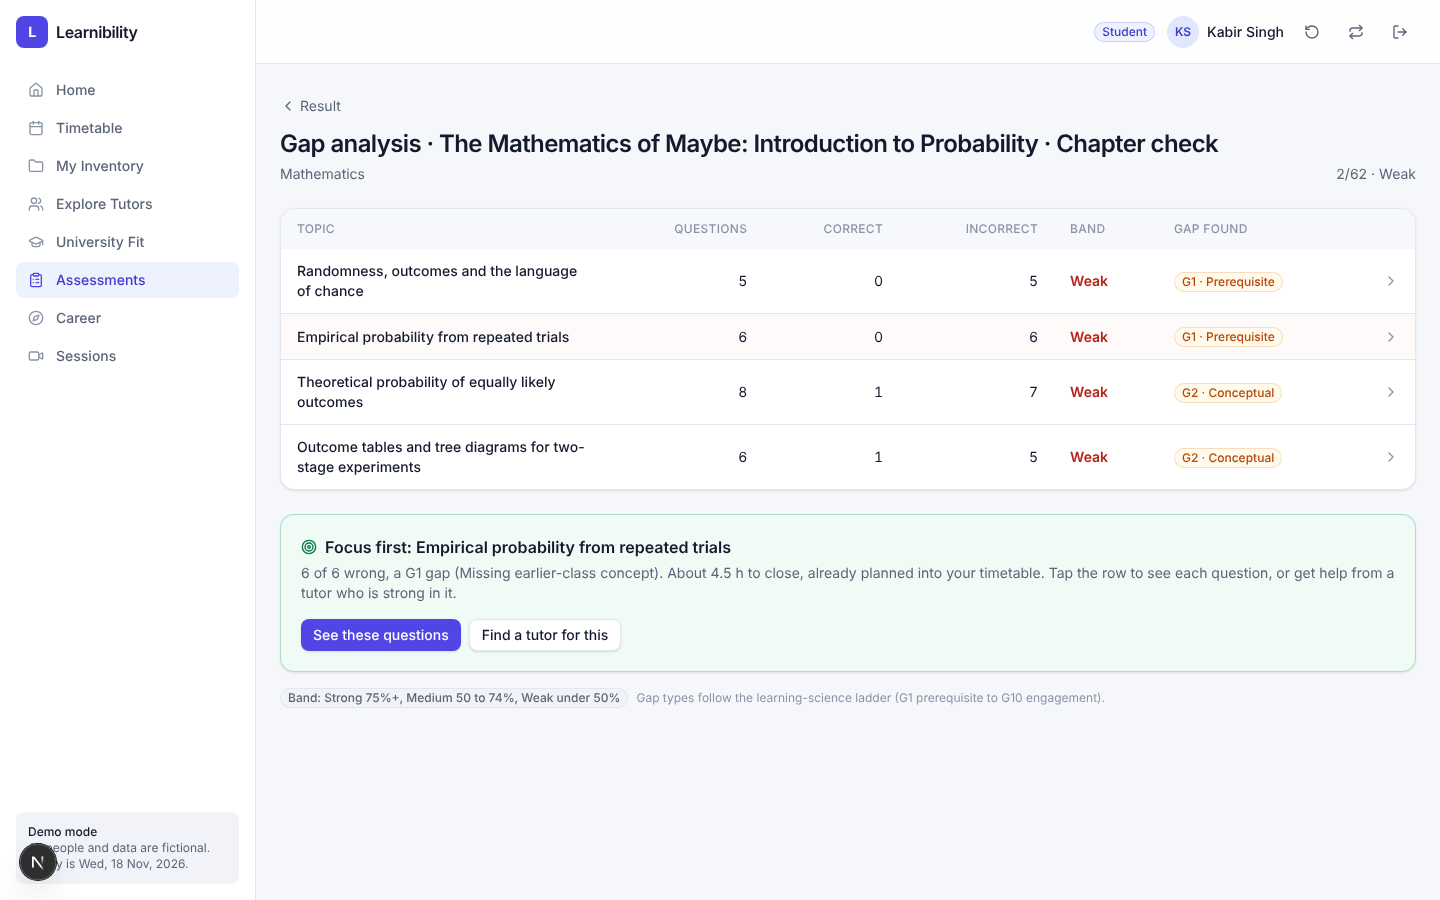 L Learnibility
Student KS Kabir Singh
Home
Timetable
My Inventory
Explore Tutors
University Fit
Assessments
Career
Sessions
Result
Gap analysis · The Mathematics of Maybe: Introduction to Probability · Chapter check
Mathematics 2/62 · Weak
TOPIC QUESTIONS CORRECT INCORRECT BAND GAP FOUND
Randomness, outcomes and the language
of chance 5 0 5 Weak G1 · Prerequisite
Empirical probability from repeated trials 6 0 6 Weak G1 · Prerequisite
Theoretical probability of equally likely
outcomes 8 1 7 Weak G2 · Conceptual
Outcome tables and tree diagrams for two-
stage experiments 6 1 5 Weak G2 · Conceptual
Focus first: Empirical probability from repeated trials
6 of 6 wrong, a G1 gap (Missing earlier-class concept). About 4.5 h to close, already planned into your timetable. Tap the row to see each question, or get help from a
tutor who is strong in it.
See these questions Find a tutor for this
Band: Strong 75%+, Medium 50 to 74%, Weak under 50% Gap types follow the learning-science ladder (G1 prerequisite to G10 engagement).
Demo mode
people and data are fictional.
is Wed, 18 Nov, 2026.
N